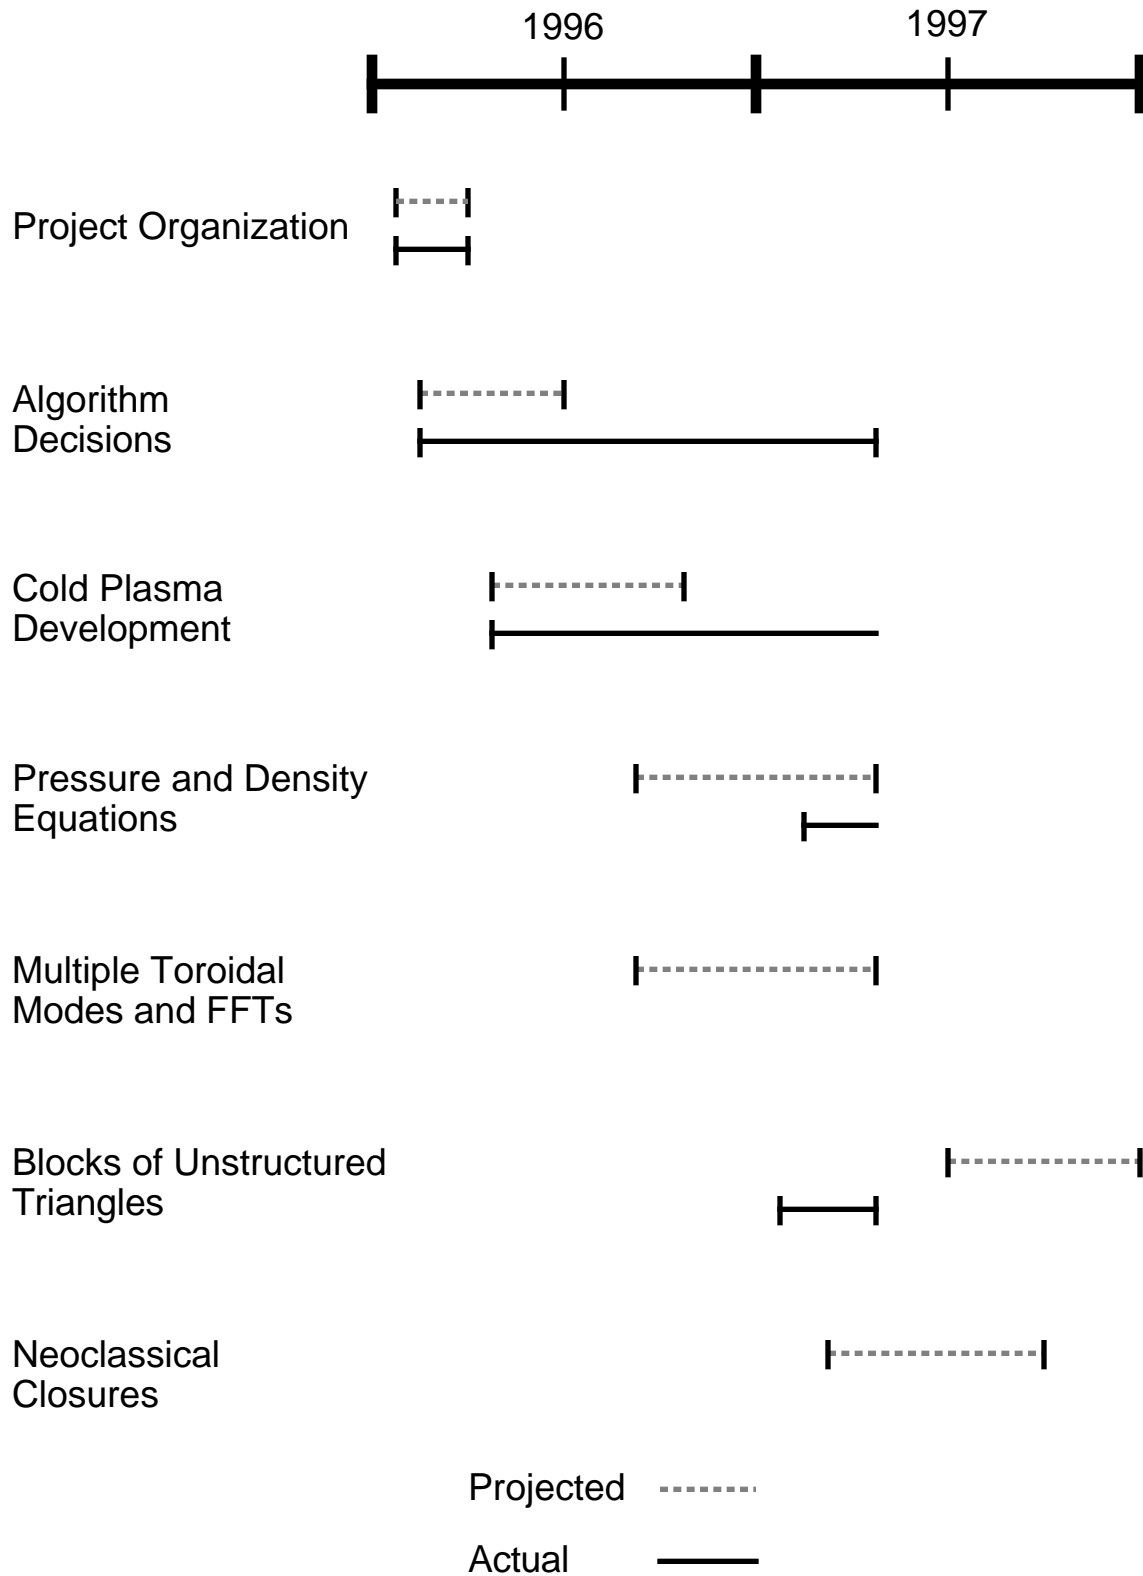 1996
1997
Project Organization
Algorithm
Decisions
Cold Plasma
Development
Pressure and Density
Equations
Multiple Toroidal
Modes and FFTs
Blocks of Unstructured
Triangles
Neoclassical
Closures
Projected
Actual